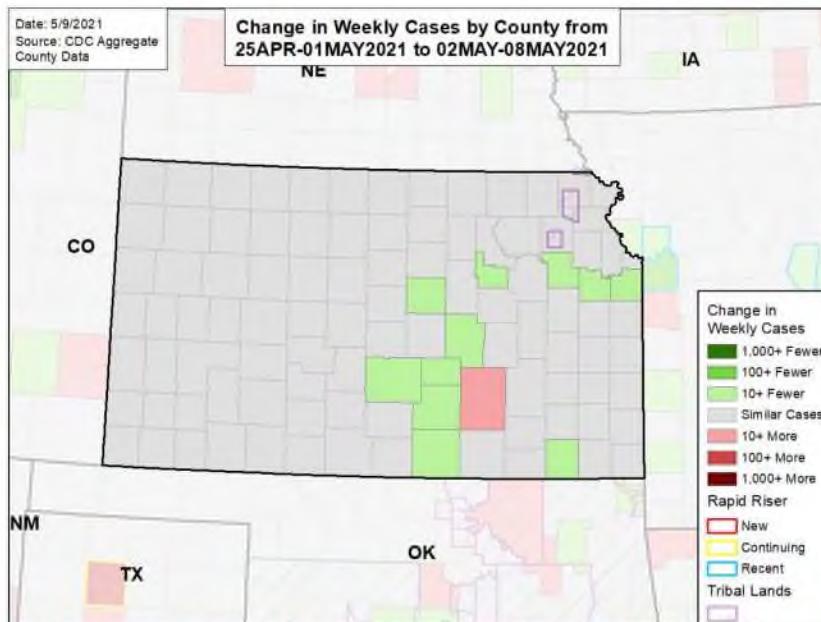 Date: 5/9/2021
Source: CDC Aggregate
County Data
Change in Weekly Cases by County from
25APR-01MAY2021 to 02MAY-08MAY2021
NE
IA
CO
NM
TX
OK
Change in
Weekly Cases
1,000+ Fewer
100+ Fewer
10+ Fewer
Similar Cases
10+ More
100+ More
1,000+ More
Rapid Riser
New
Continuing
Recent
Tribal Lands